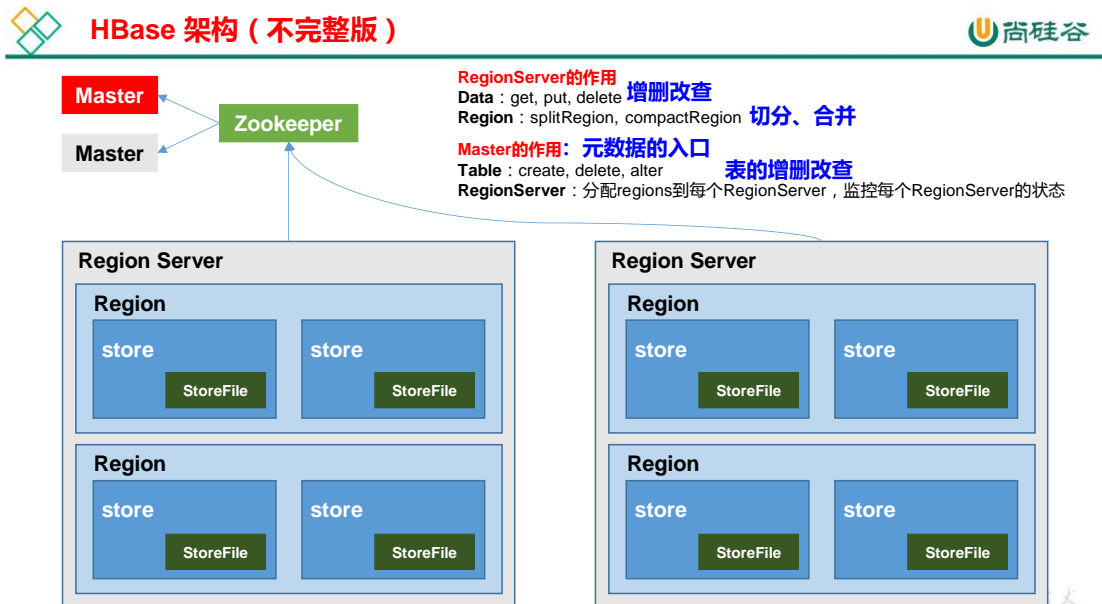 HBase 架构（不完整版）
尚硅谷
Master
Master
Zookeeper
RegionServer的作用
Data：get, put, delete 增删改查
Region：splitRegion, compactRegion 切分、合并
Master的作用：元数据的入口
Table：create, delete, alter 表的增删改查
RegionServer：分配regions到每个RegionServer，监控每个RegionServer的状态
Region Server
Region
store
StoreFile
store
StoreFile
Region
store
StoreFile
store
StoreFile
Region Server
Region
store
StoreFile
store
StoreFile
Region
store
StoreFile
store
StoreFile